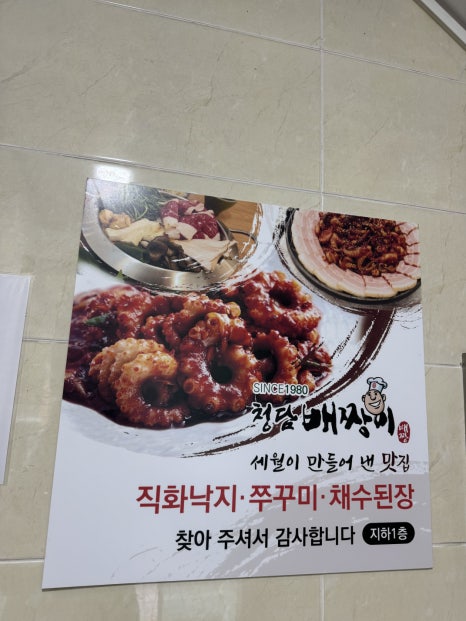 SINCE1980
청담 배짱이
배짱
세월이 만들어 낸 맛집
직화낙지·쭈꾸미·채수된장
찾아 주셔서 감사합니다 지하1층